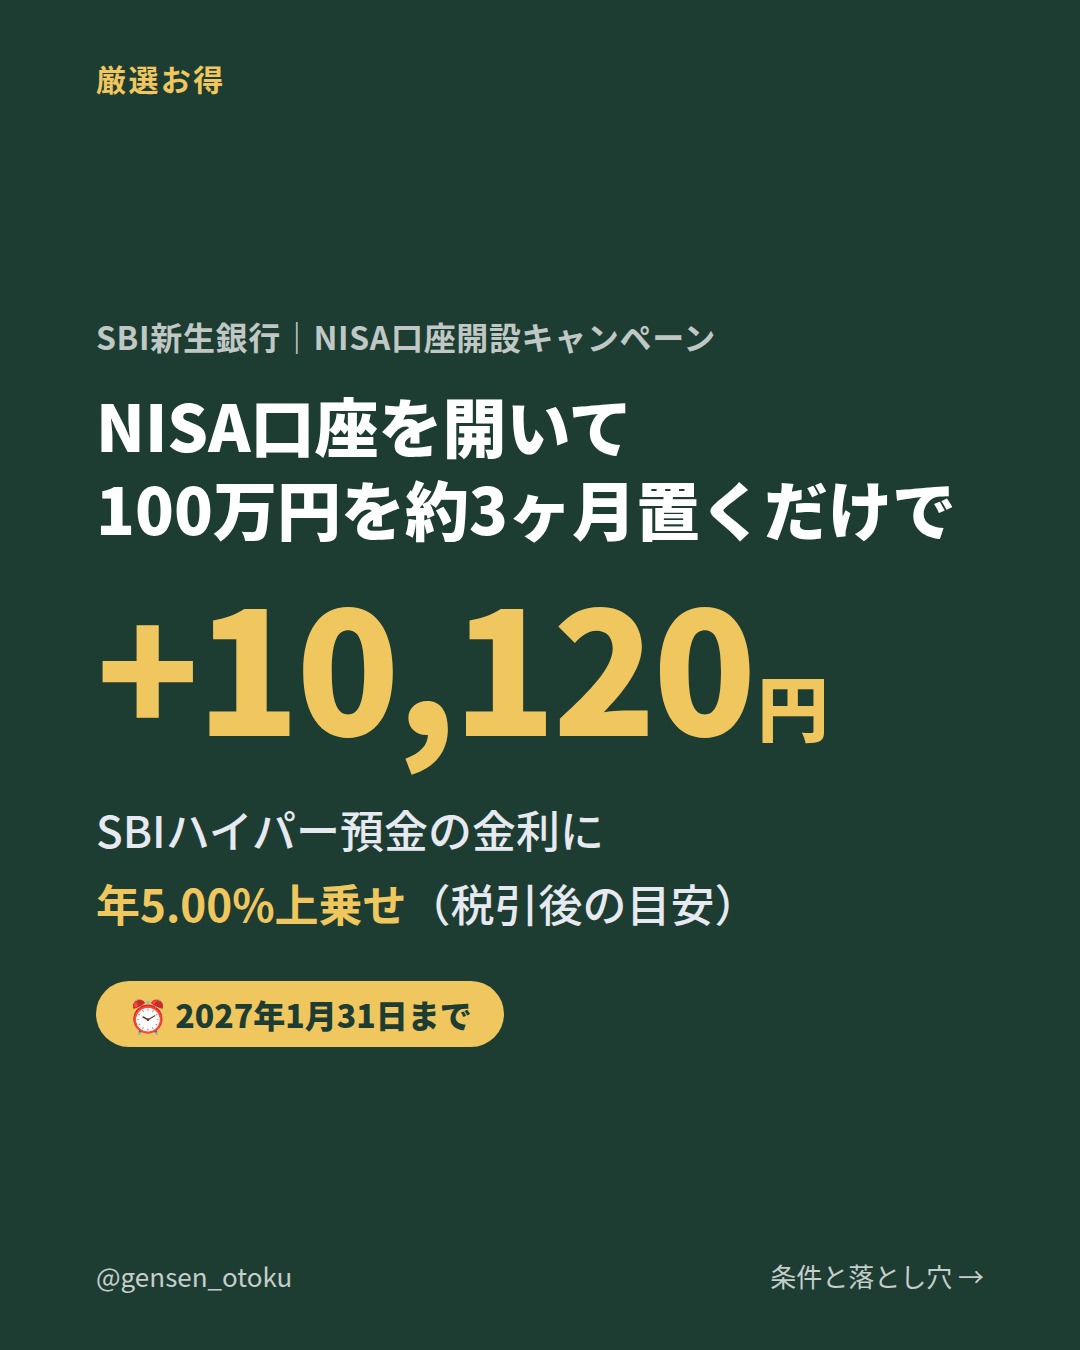 厳選お得
SBI新生銀行｜NISA口座開設キャンペーン
NISA口座を開いて
100万円を約3ヶ月置くだけで
+10,120円
SBIハイパー預金の金利に
年5.00%上乗せ（税引後の目安）
⏰ 2027年1月31日まで
@gensen_otoku
条件と落とし穴 →